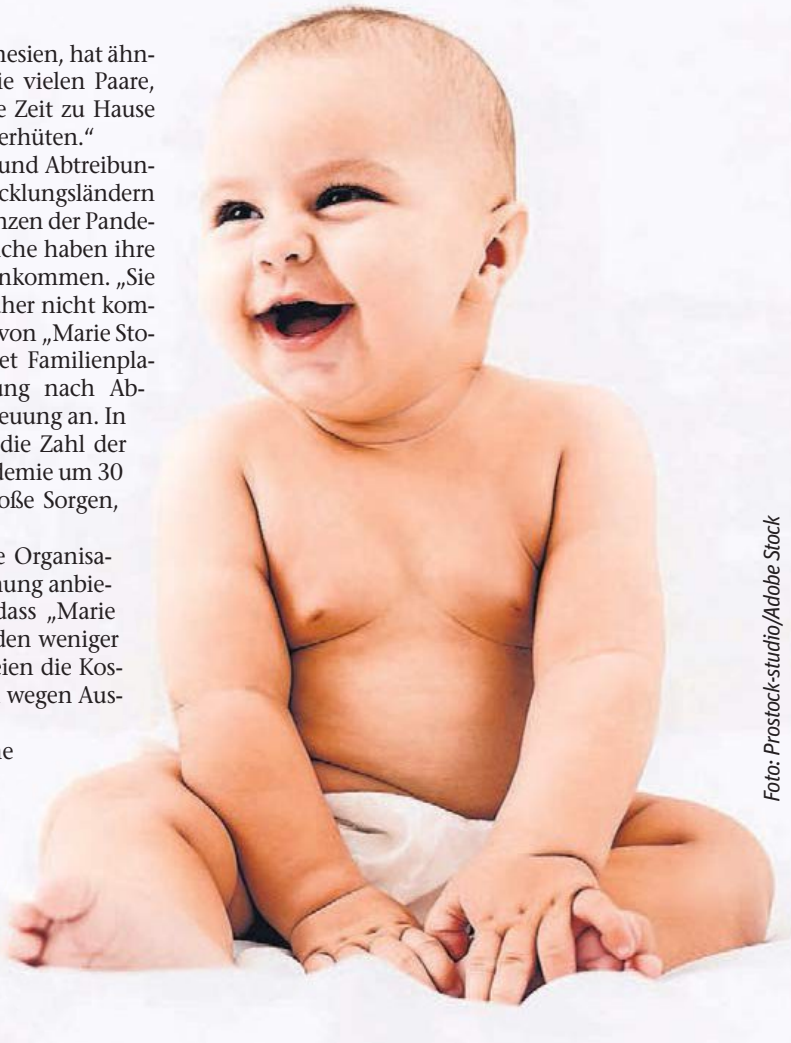 nesien, hat ähn-
ie vielen Paare,
e Zeit zu Hause
erhüten.“
und Abtreibun-
cklungsländern
nzen der Pande-
che haben ihre
nkommen. „Sie
her nicht kom-
von „Marie Sto-
et Familienpla-
ung nach Ab-
euung an. In
die Zahl der
demie um 30
oße Sorgen,
e Organisa-
nung anbie-
dass „Marie
den weniger
eien die Kos-
wegen Aus-
ne
Foto: Prostock-studio/Adobe Stock